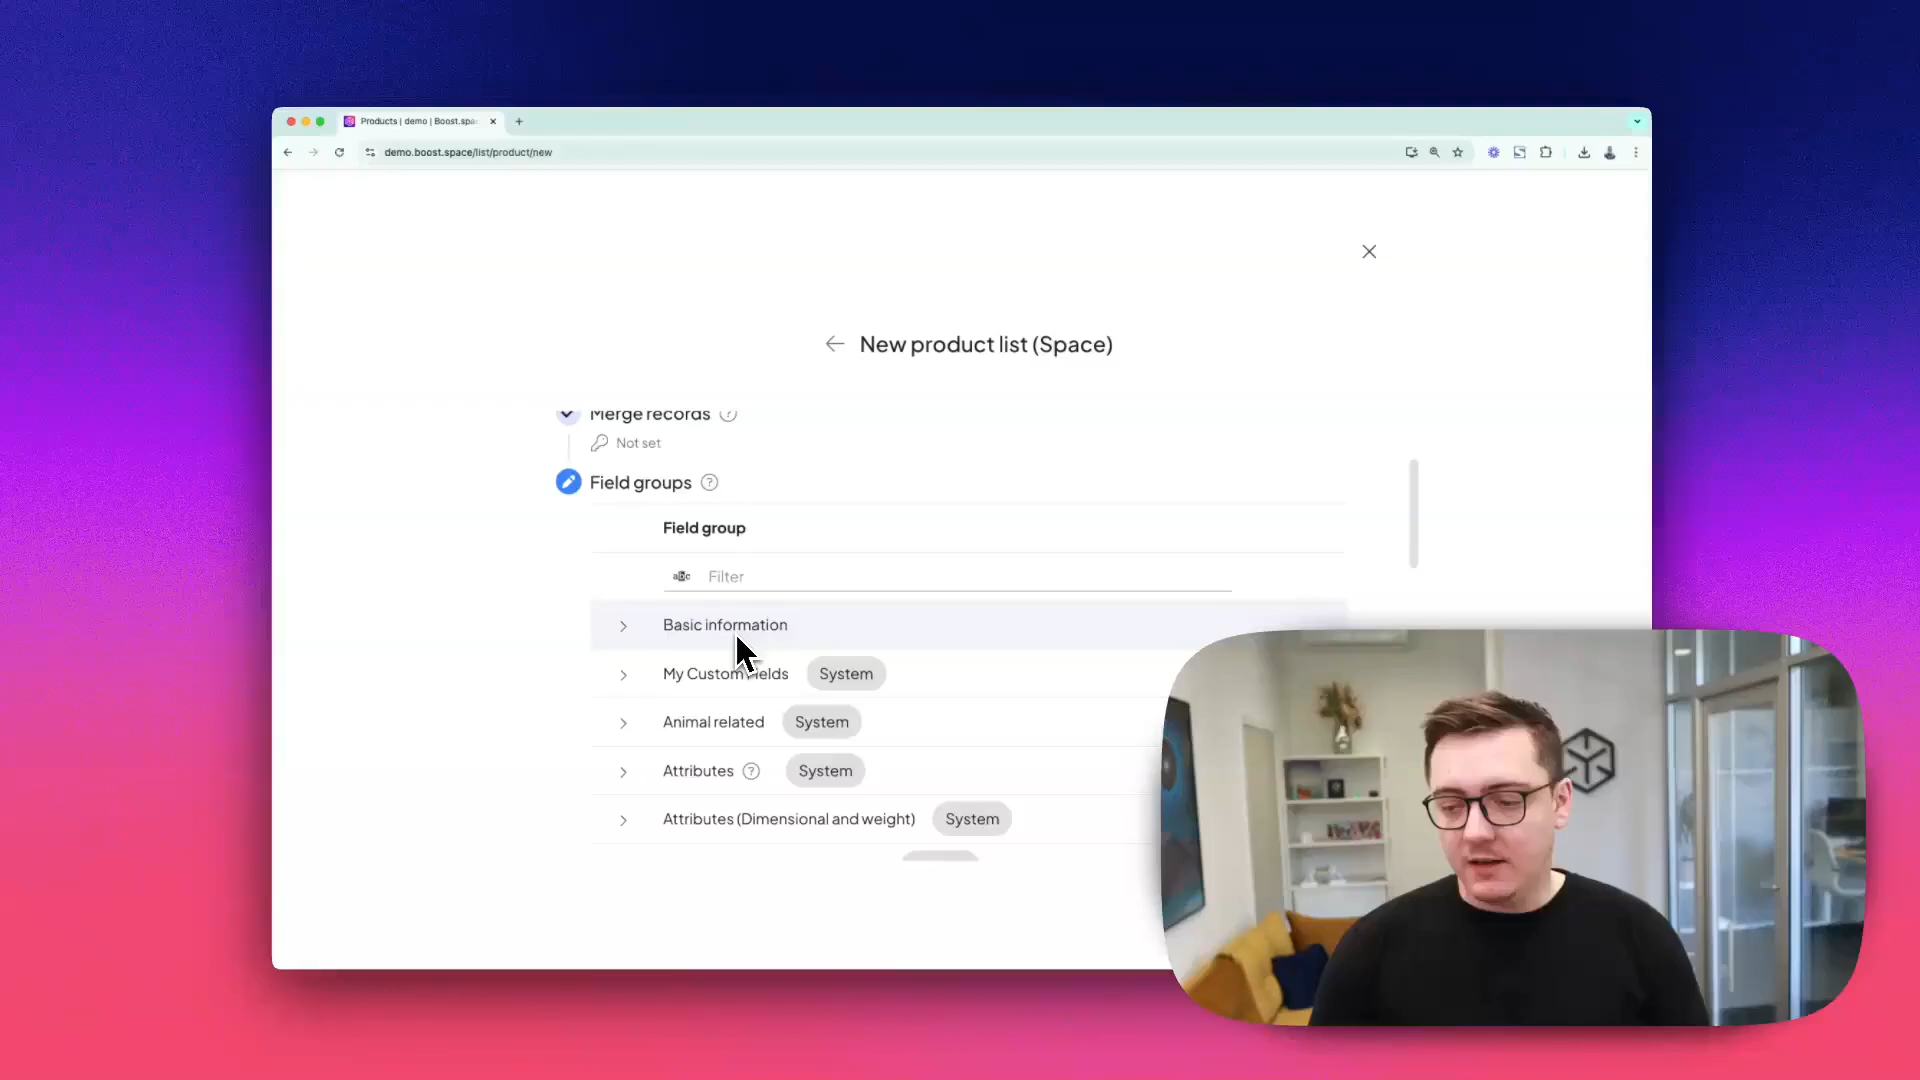 Products | demo | Boost.spa
demo.boost.space/list/product/new
New product list (Space)
Merge records
Not set
Field groups
Field group
Filter
Basic information
My Custom Fields System
Animal related System
Attributes System
Attributes (Dimensional and weight) System